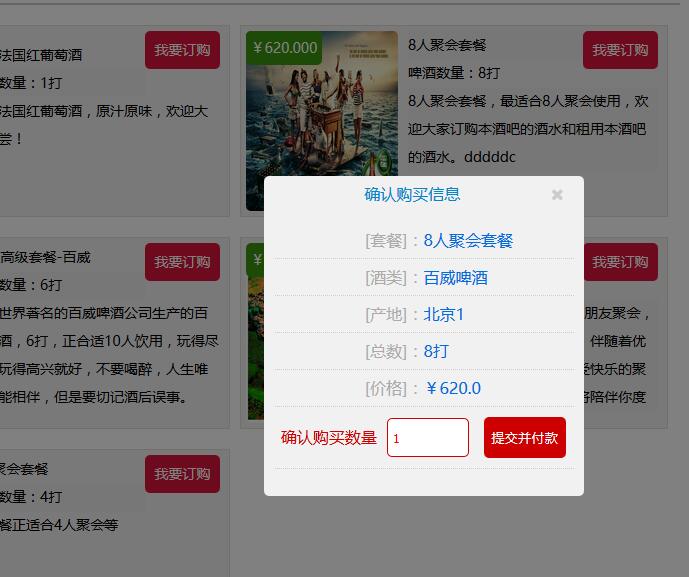 法国红葡萄酒
我要订购
数量：1打
法国红葡萄酒，原汁原味，欢迎大
尝！
￥620.000
8人聚会套餐
我要订购
啤酒数量：8打
8人聚会套餐，最适合8人聚会使用，欢
迎大家订购本酒吧的酒水和租用本酒吧
的酒水。dddddc
高级套餐-百威
我要订购
数量：6打
世界著名的百威啤酒公司生产的百
酒，6打，正合适10人饮用，玩得尽
玩得高兴就好，不要喝醉，人生唯
能相伴，但是要切记酒后误事。
￥
我要订购
朋友聚会，
伴随着优
快乐的聚
陪伴你度
聚会套餐
我要订购
数量：4打
餐正适合4人聚会等
确认购买信息
×
[套餐]：8人聚会套餐
[酒类]：百威啤酒
[产地]：北京1
[总数]：8打
[价格]：￥620.0
确认购买数量 1 提交并付款